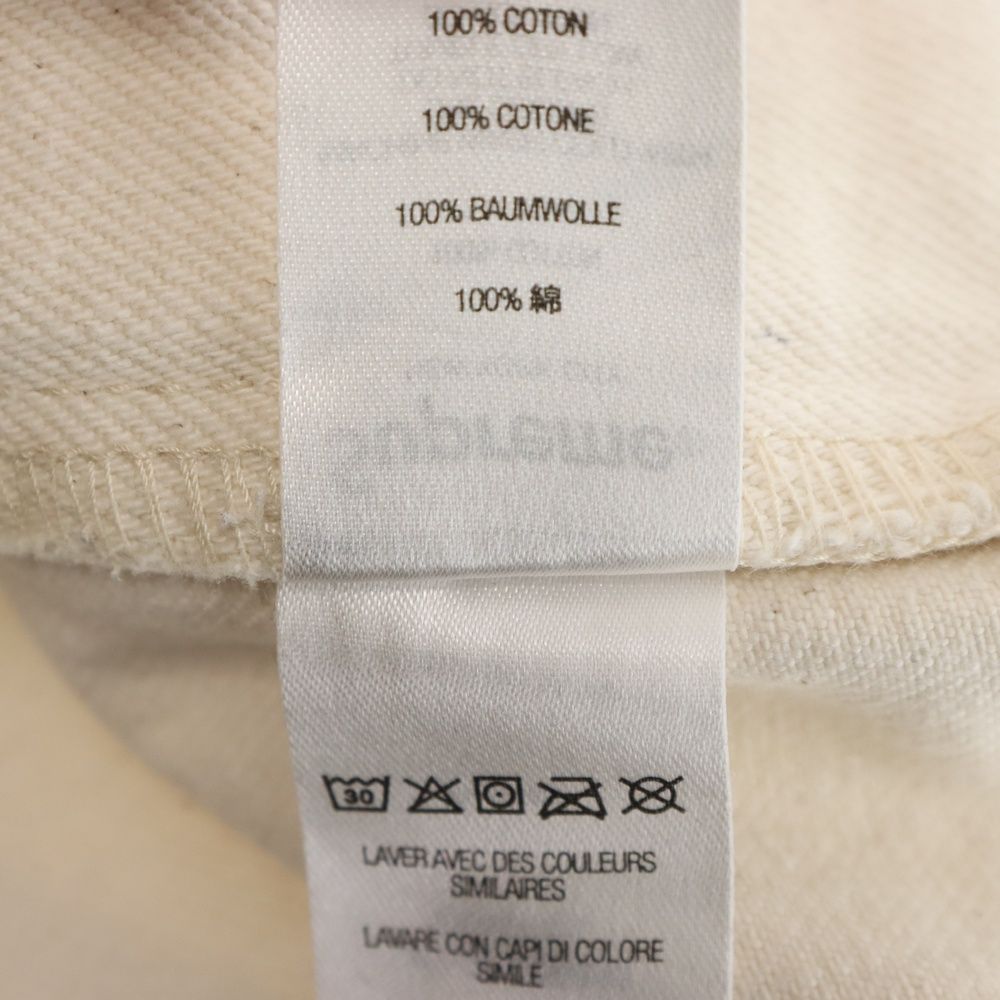 100% COTON
100% COTONE
100% BAUMWOLLE
100% 綿
30
LAVER AVEC DES COULEURS
SIMILAIRES
LAVARE CON CAPI DI COLORE
SIMILE